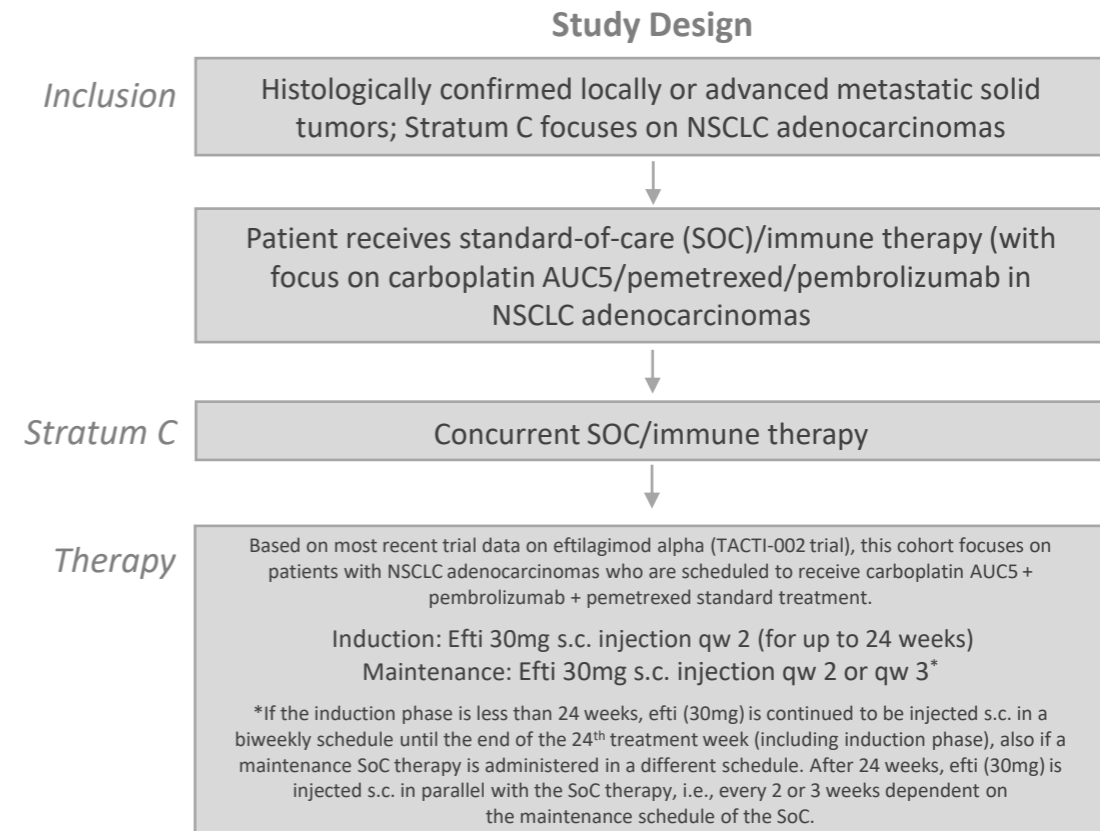 Study Design
Inclusion
Histologically confirmed locally or advanced metastatic solid
tumors; Stratum C focuses on NSCLC adenocarcinomas
Patient receives standard-of-care (SOC)/immune therapy (with
focus on carboplatin AUC5/pemetrexed/pembrolizumab in
NSCLC adenocarcinomas
Stratum C
Concurrent SOC/immune therapy
Therapy
Based on most recent trial data on eftilagimod alpha (TACTI-002 trial), this cohort focuses on
patients with NSCLC adenocarcinomas who are scheduled to receive carboplatin AUC5 +
pembrolizumab + pemetrexed standard treatment.
Induction: Efti 30mg s.c. injection qw 2 (for up to 24 weeks)
Maintenance: Efti 30mg s.c. injection qw 2 or qw 3*
*If the induction phase is less than 24 weeks, efti (30mg) is continued to be injected s.c. in a
biweekly schedule until the end of the 24th treatment week (including induction phase), also if a
maintenance SoC therapy is administered in a different schedule. After 24 weeks, efti (30mg) is
injected s.c. in parallel with the SoC therapy, i.e., every 2 or 3 weeks dependent on
the maintenance schedule of the SoC.